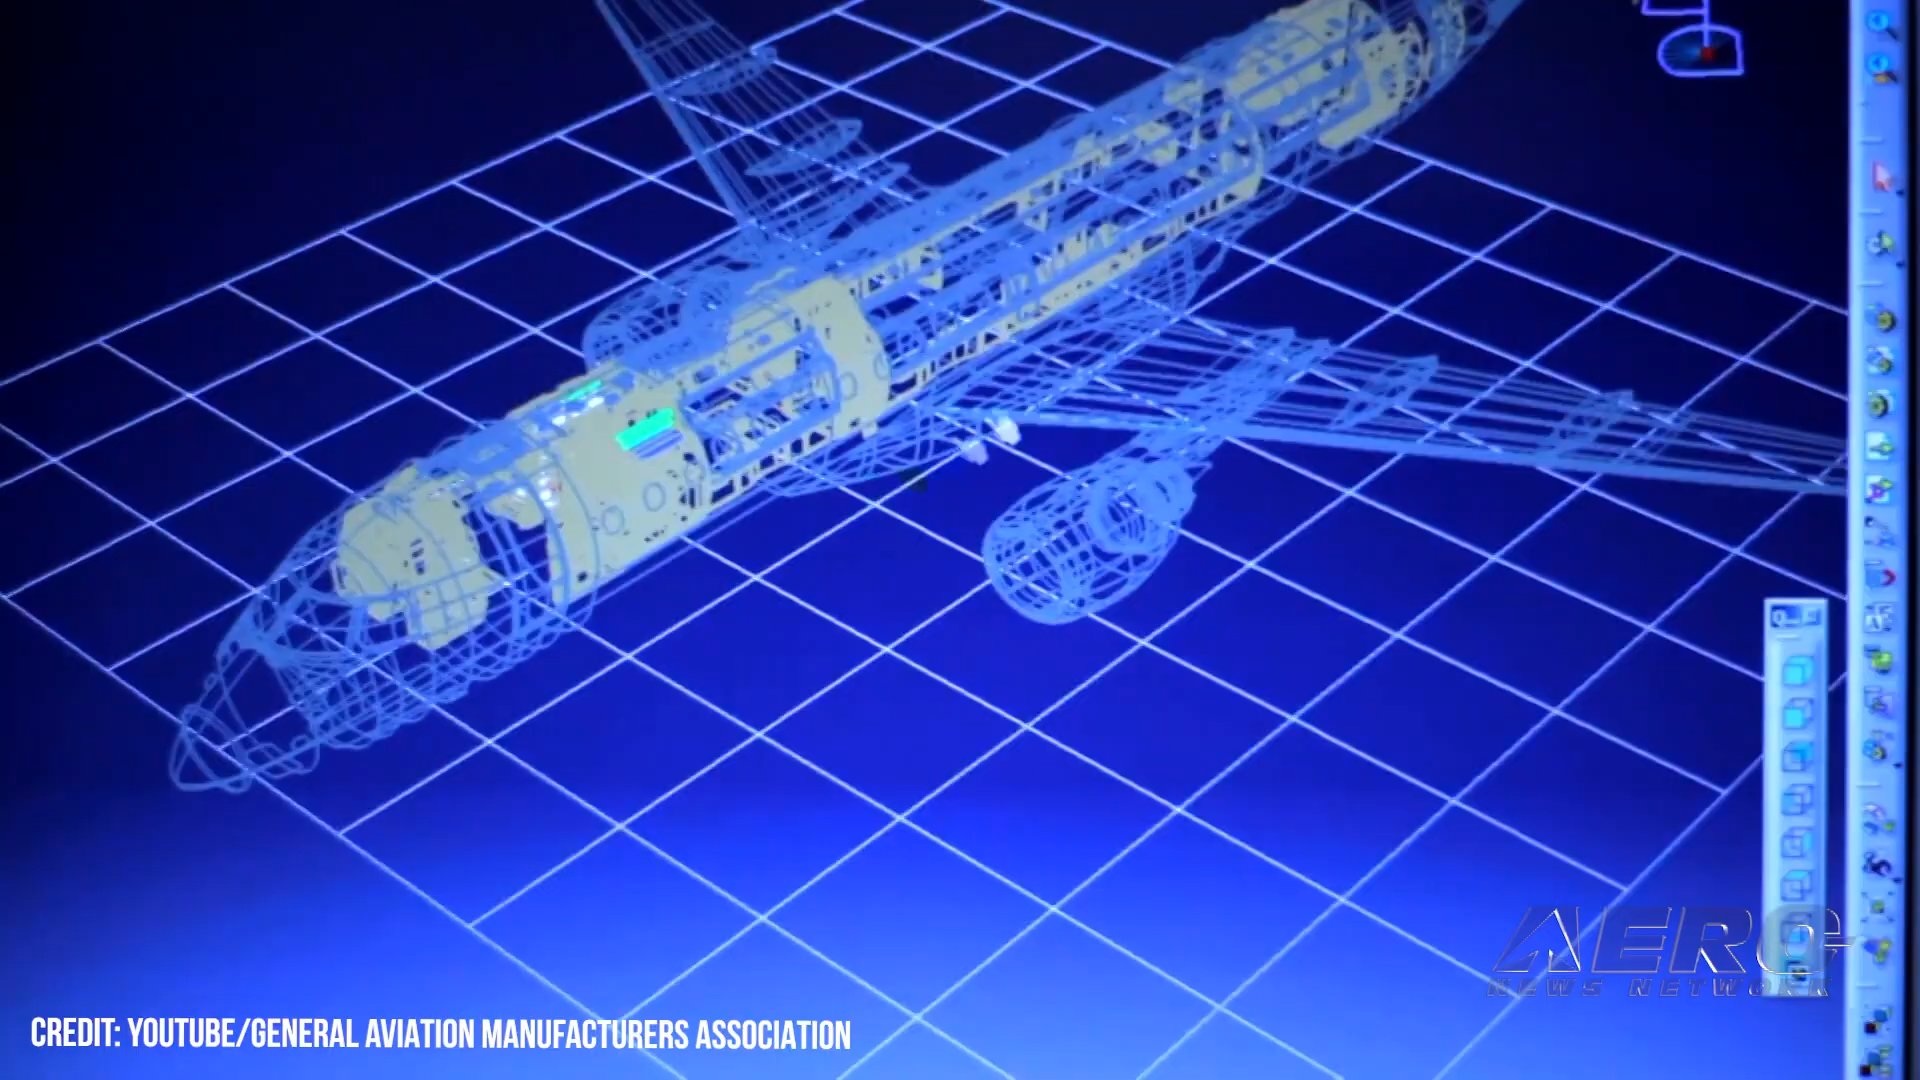 AERO
NEWS NETWORK
CREDIT: YOUTUBE/GENERAL AVIATION MANUFACTURERS ASSOCIATION